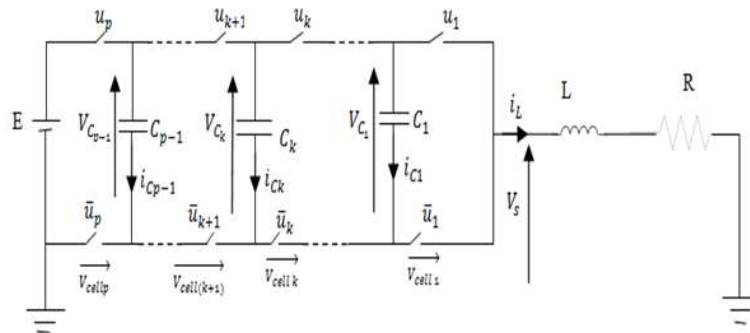 u_p u_{k+1} u_k u_1
E V_{C_{p-1}} C_{p-1} V_{C_k} C_k V_{C_1} C_1 i_L L R
i_{Cp-1} i_{Ck} i_{C1}
ū_p ū_{k+1} ū_k ū_1 V_s
V_{cellp} V_{cell(k+1)} V_{cell k} V_{cell 1}